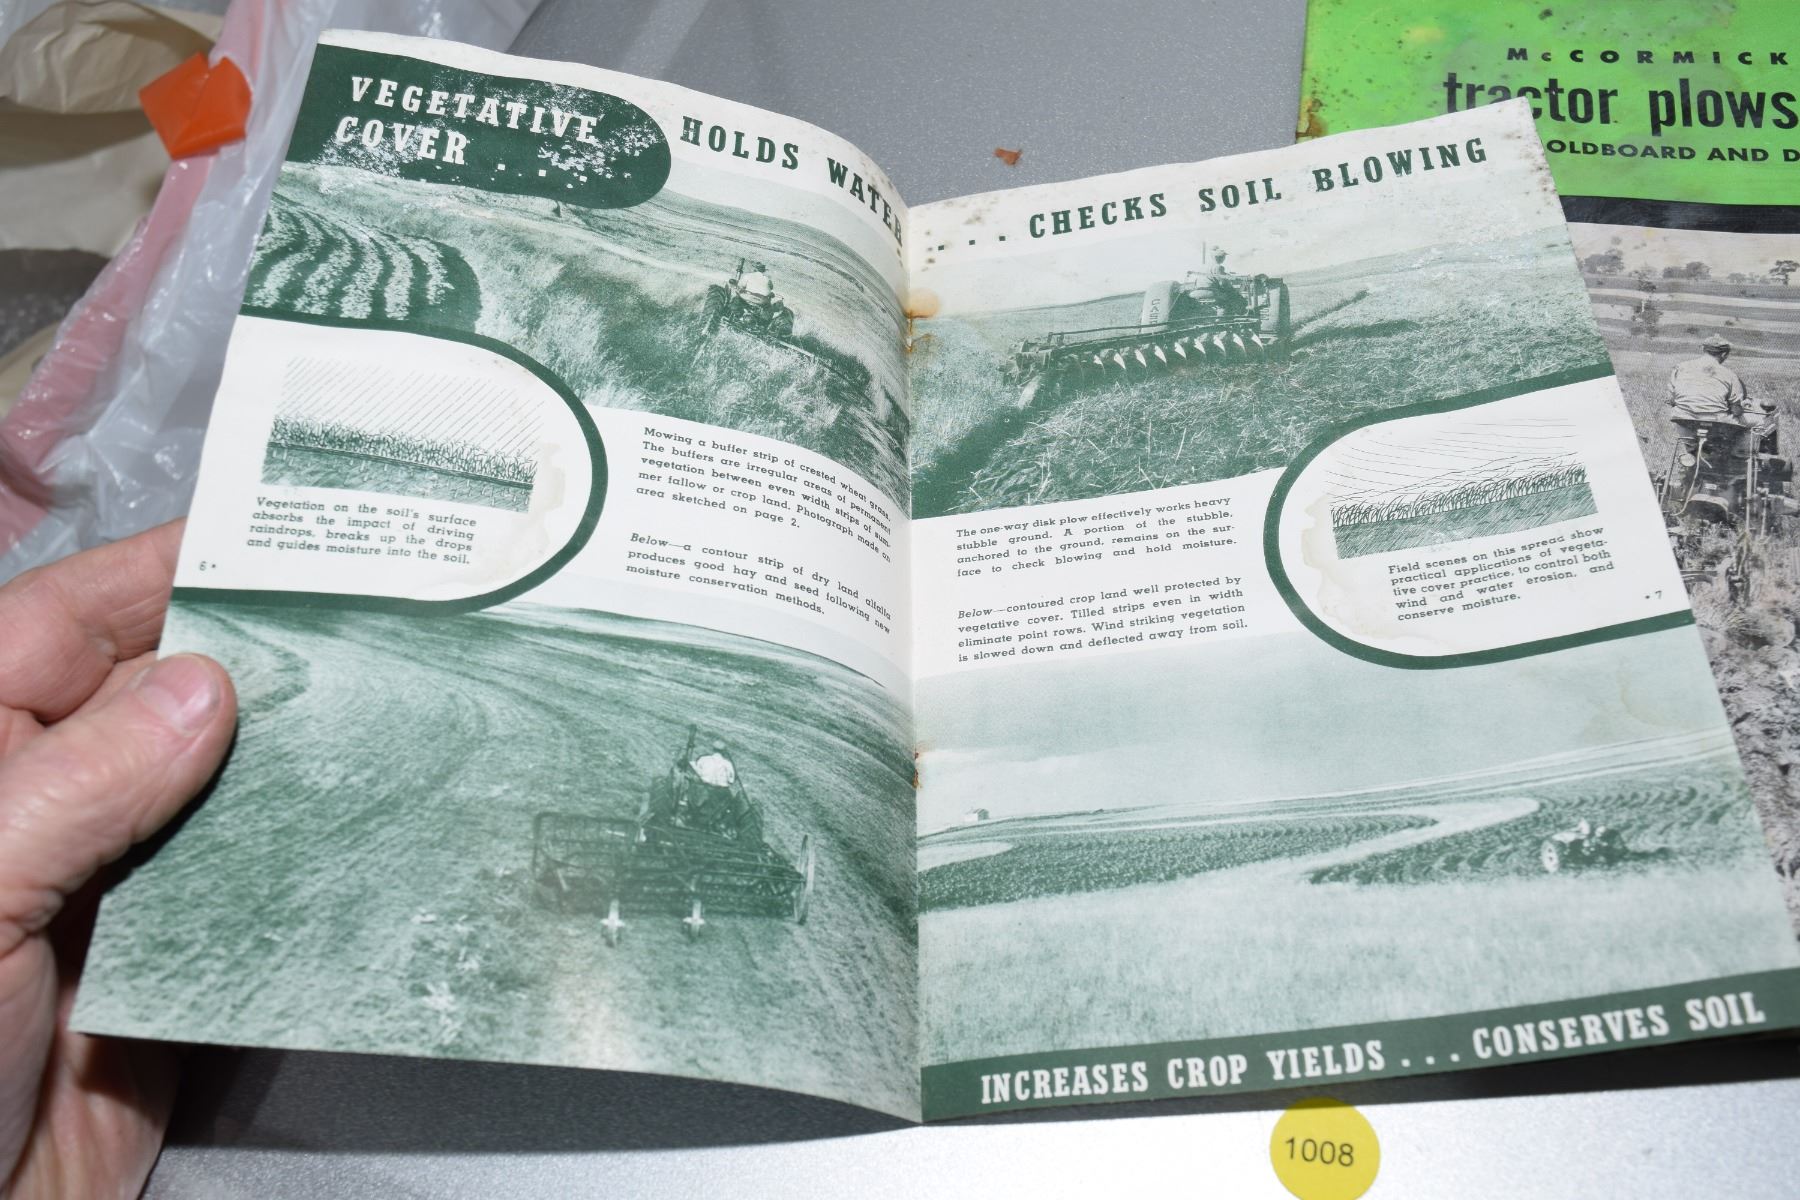 VEGETATIVE
COVER . . .
HOLDS WATER
Mowing a buffer strip of crested wheat grass.
The buffers are irregular areas of permanent
vegetation between even width strips of sum-
mer fallow or crop land. Photograph made on
area sketched on page 2.
Vegetation on the soil's surface
absorbs the impact of driving
raindrops, breaks up the drops
and guides moisture into the soil.
Below—a contour strip of dry land alfalfa
produces good hay and seed following new
moisture conservation methods.
6 •
. . . CHECKS SOIL BLOWING
CASE
The one-way disk plow effectively works heavy
stubble ground. A portion of the stubble,
anchored to the ground, remains on the sur-
face to check blowing and hold moisture.
Below—contoured crop land well protected by
vegetative cover. Tilled strips even in width
eliminate point rows. Wind striking vegetation
is slowed down and deflected away from soil.
Field scenes on this spread show
practical applications of vegeta-
tive cover practice, to control both
wind and water erosion, and
conserve moisture.
• 7
INCREASES CROP YIELDS . . . CONSERVES SOIL
McCORMICK
tractor plows
OLDBOARD AND D
1008